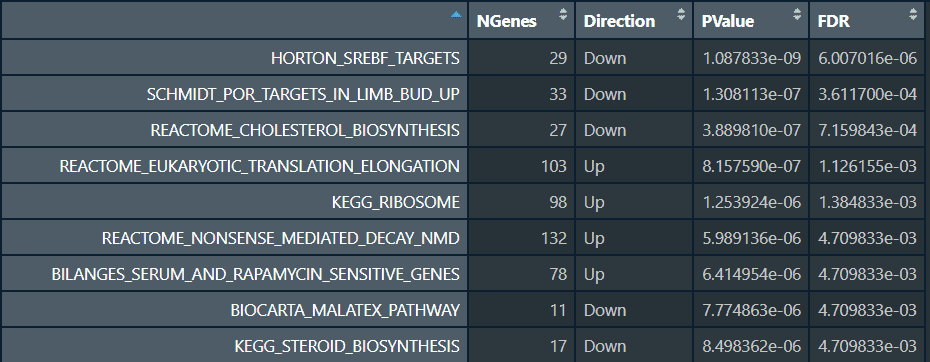 NGenes Direction PValue FDR
HORTON_SREBF_TARGETS 29 Down 1.087833e-09 6.007016e-06
SCHMIDT_POR_TARGETS_IN_LIMB_BUD_UP 33 Down 1.308113e-07 3.611700e-04
REACTOME_CHOLESTEROL_BIOSYNTHESIS 27 Down 3.889810e-07 7.159843e-04
REACTOME_EUKARYOTIC_TRANSLATION_ELONGATION 103 Up 8.157590e-07 1.126155e-03
KEGG_RIBOSOME 98 Up 1.253924e-06 1.384833e-03
REACTOME_NONSENSE_MEDIATED_DECAY_NMD 132 Up 5.989136e-06 4.709833e-03
BILANGES_SERUM_AND_RAPAMYCIN_SENSITIVE_GENES 78 Up 6.414954e-06 4.709833e-03
BIOCARTA_MALATEX_PATHWAY 11 Down 7.774863e-06 4.709833e-03
KEGG_STEROID_BIOSYNTHESIS 17 Down 8.498362e-06 4.709833e-03